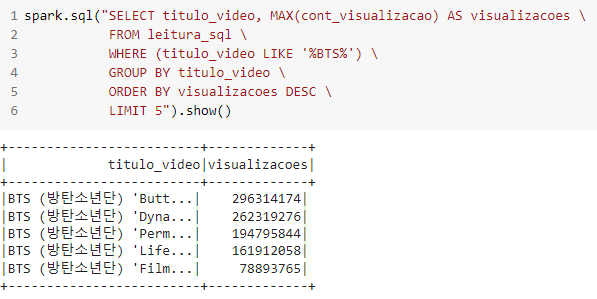 1 spark.sql("SELECT titulo_video, MAX(cont_visualizacao) AS visualizacoes \
2 FROM leitura_sql \
3 WHERE (titulo_video LIKE '%BTS%') \
4 GROUP BY titulo_video \
5 ORDER BY visualizacoes DESC \
6 LIMIT 5").show()
+------------------------+-------------+
|            titulo_video|visualizacoes|
+------------------------+-------------+
|BTS (방탄소년단) 'Butt...|    296314174|
|BTS (방탄소년단) 'Dyna...|    262319276|
|BTS (방탄소년단) 'Perm...|    194795844|
|BTS (방탄소년단) 'Life...|    161912058|
|BTS (방탄소년단) 'Film...|     78893765|
+------------------------+-------------+